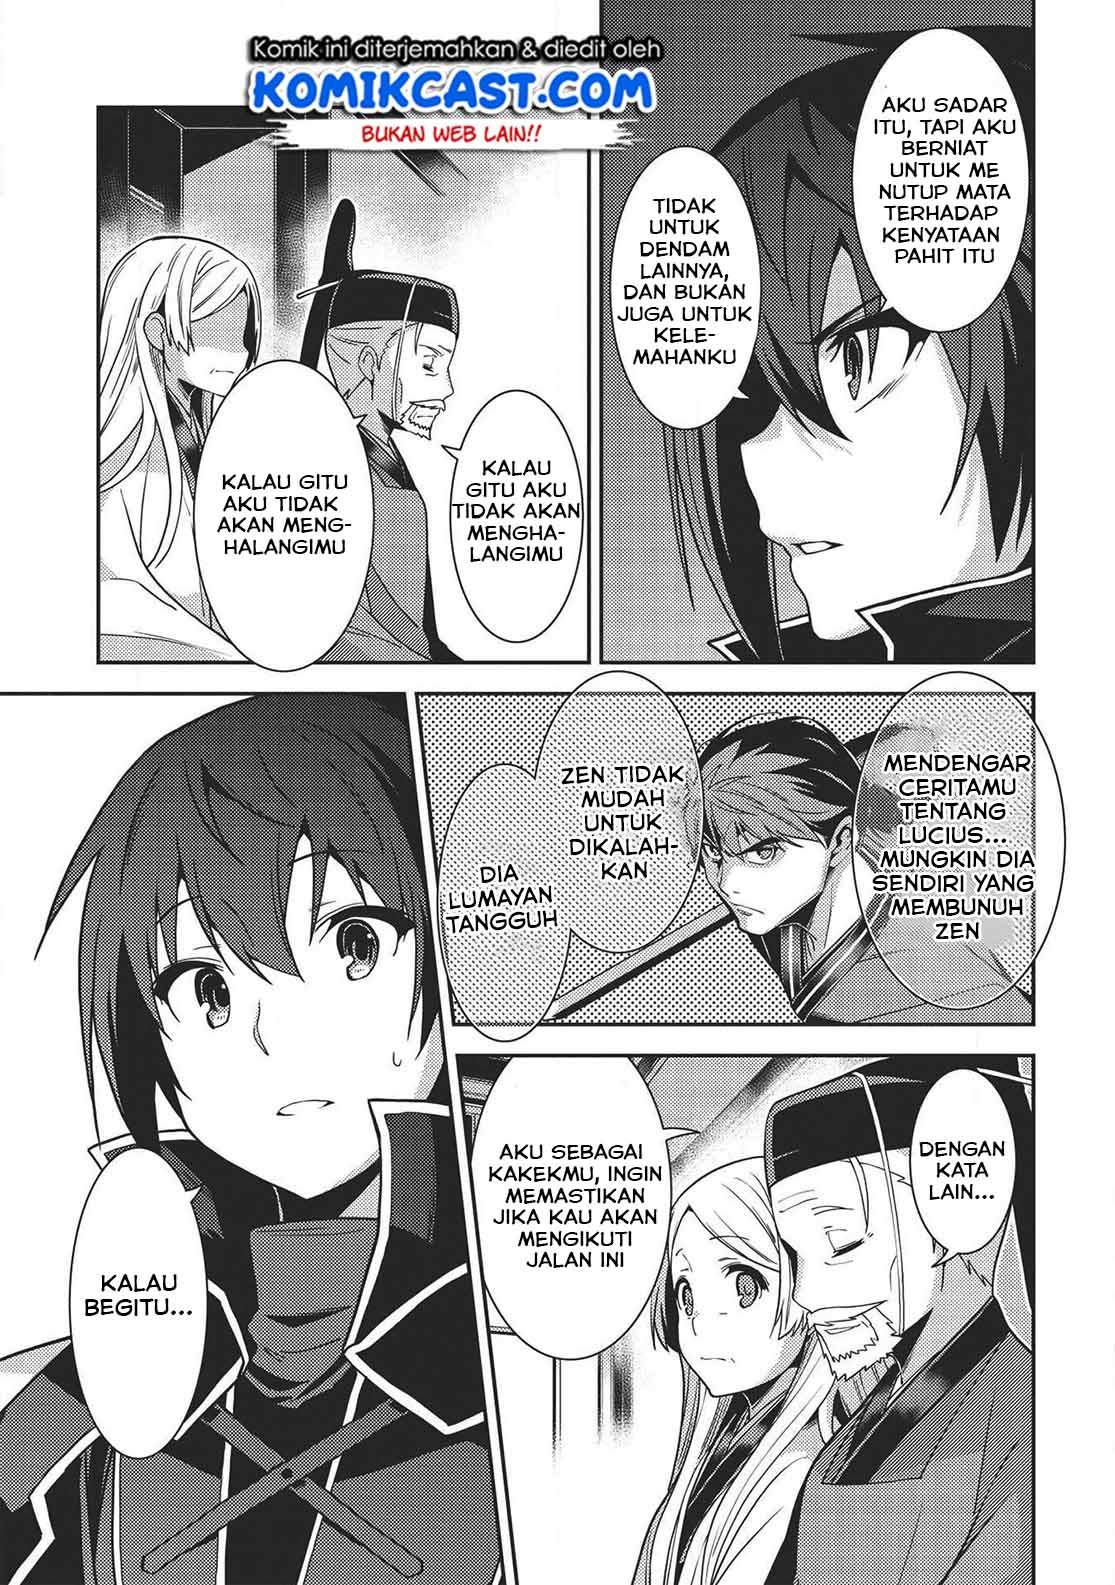 Komik ini diterjemahkan & diedit oleh
KOMIKCAST.COM
BUKAN WEB LAIN!!
AKU SADAR
ITU, TAPI AKU
BERNIAT
UNTUK ME
NUTUP MATA
TERHADAP
KENYATAAN
PAHIT ITU
TIDAK
UNTUK
DENDAM
LAINNYA,
DAN BUKAN
JUGA UNTUK
KELE-
MAHANKU
KALAU
GITU AKU
TIDAK AKAN
MENGHA-
LANGIMU
KALAU GITU
AKU TIDAK
AKAN MENG-
HALANGIMU
MENDENGAR
CERITAMU
TENTANG
LUCIUS...
MUNGKIN DIA
SENDIRI YANG
MEMBUNUH
ZEN
ZEN TIDAK
MUDAH
UNTUK
DIKALAH-
KAN
DIA
LUMAYAN
TANGGUH
DENGAN
KATA
LAIN...
AKU SEBAGAI
KAKEKMU, INGIN
MEMASTIKAN
JIKA KAU AKAN
MENGIKUTI
JALAN INI
KALAU
BEGITU...